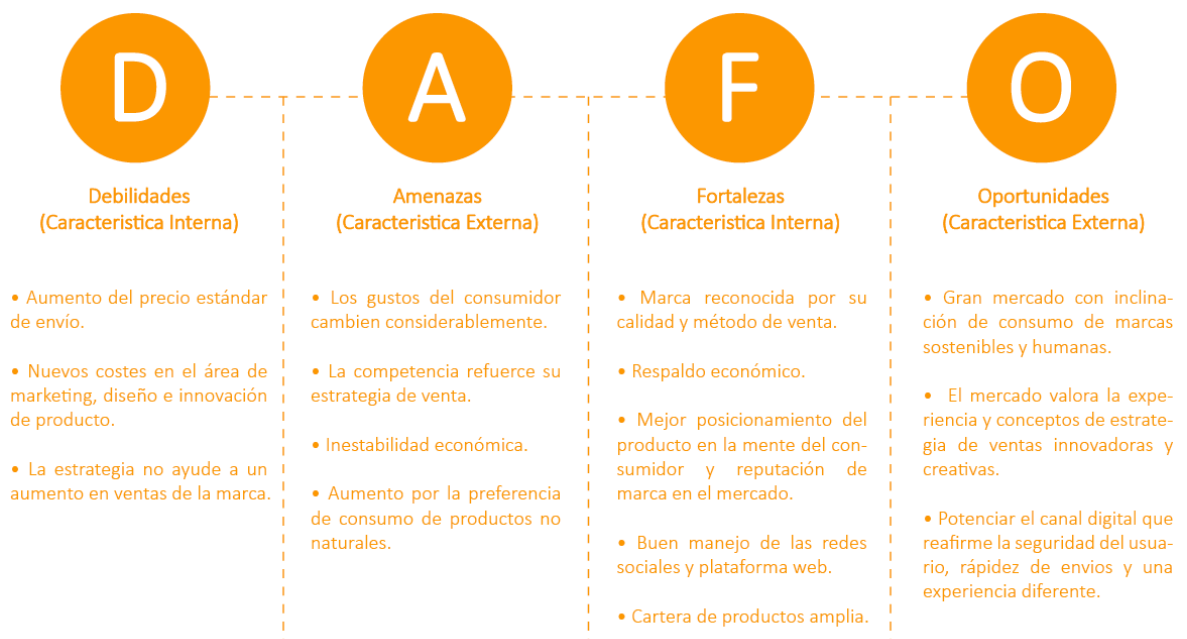 D
Debilidades
(Caracteristica Interna)
• Aumento del precio estándar
de envío.
• Nuevos costes en el área de
marketing, diseño e innovación
de producto.
• La estrategia no ayude a un
aumento en ventas de la marca.
A
Amenazas
(Caracteristica Externa)
• Los gustos del consumidor
cambien considerablemente.
• La competencia refuerce su
estrategia de venta.
• Inestabilidad económica.
• Aumento por la preferencia
de consumo de productos no
naturales.
F
Fortalezas
(Caracteristica Interna)
• Marca reconocida por su
calidad y método de venta.
• Respaldo económico.
• Mejor posicionamiento del
producto en la mente del con-
sumidor y reputación de
marca en el mercado.
• Buen manejo de las redes
sociales y plataforma web.
• Cartera de productos amplia.
O
Oportunidades
(Caracteristica Externa)
• Gran mercado con inclina-
ción de consumo de marcas
sostenibles y humanas.
• El mercado valora la expe-
riencia y conceptos de estrate-
gia de ventas innovadoras y
creativas.
• Potenciar el canal digital que
reafirme la seguridad del usua-
rio, rápidez de envios y una
experiencia diferente.